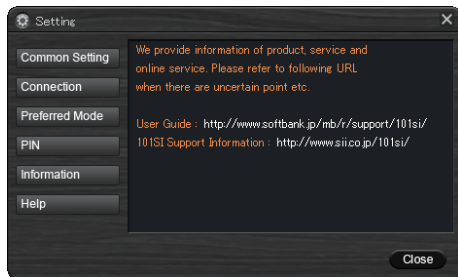 Setting
Common Setting
Connection
Preferred Mode
PIN
Information
Help
We provide information of product, service and
online service. Please refer to following URL
when there are uncertain point etc.
User Guide : http://www.softbank.jp/mb/r/support/101si/
101SI Support Information : http://www.sii.co.jp/101si/
Close